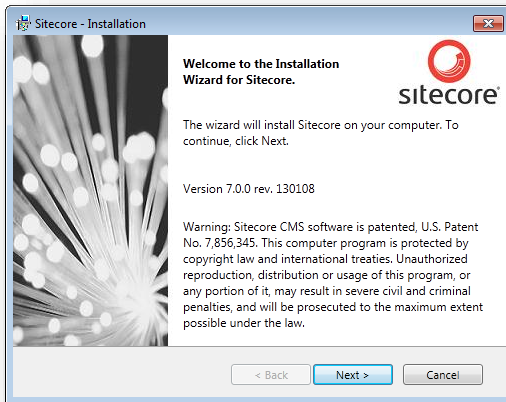 Sitecore - Installation
Welcome to the Installation
Wizard for Sitecore.
sitecore
The wizard will install Sitecore on your computer. To
continue, click Next.
Version 7.0.0 rev. 130108
Warning: Sitecore CMS software is patented, U.S. Patent
No. 7,856,345. This computer program is protected by
copyright law and international treaties. Unauthorized
reproduction, distribution or usage of this program, or
any portion of it, may result in severe civil and criminal
penalties, and will be prosecuted to the maximum extent
possible under the law.
< Back Next > Cancel